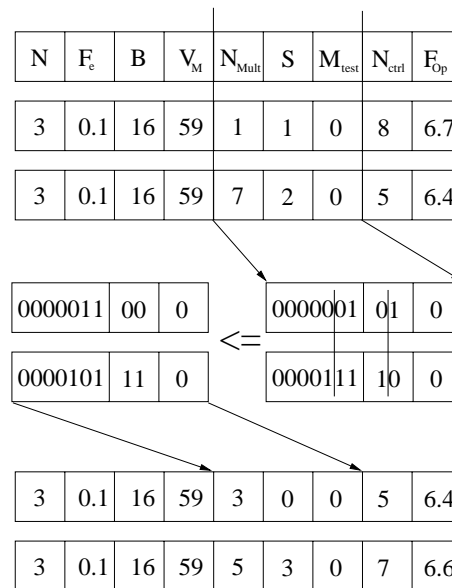 N F_e B V_M N_Mult S M_test N_ctrl F_Op
3 0.1 16 59 1 1 0 8 6.7
3 0.1 16 59 7 2 0 5 6.4
0000011 00 0 <= 0000001 01 0
0000101 11 0 0000111 10 0
3 0.1 16 59 3 0 0 5 6.4
3 0.1 16 59 5 3 0 7 6.6